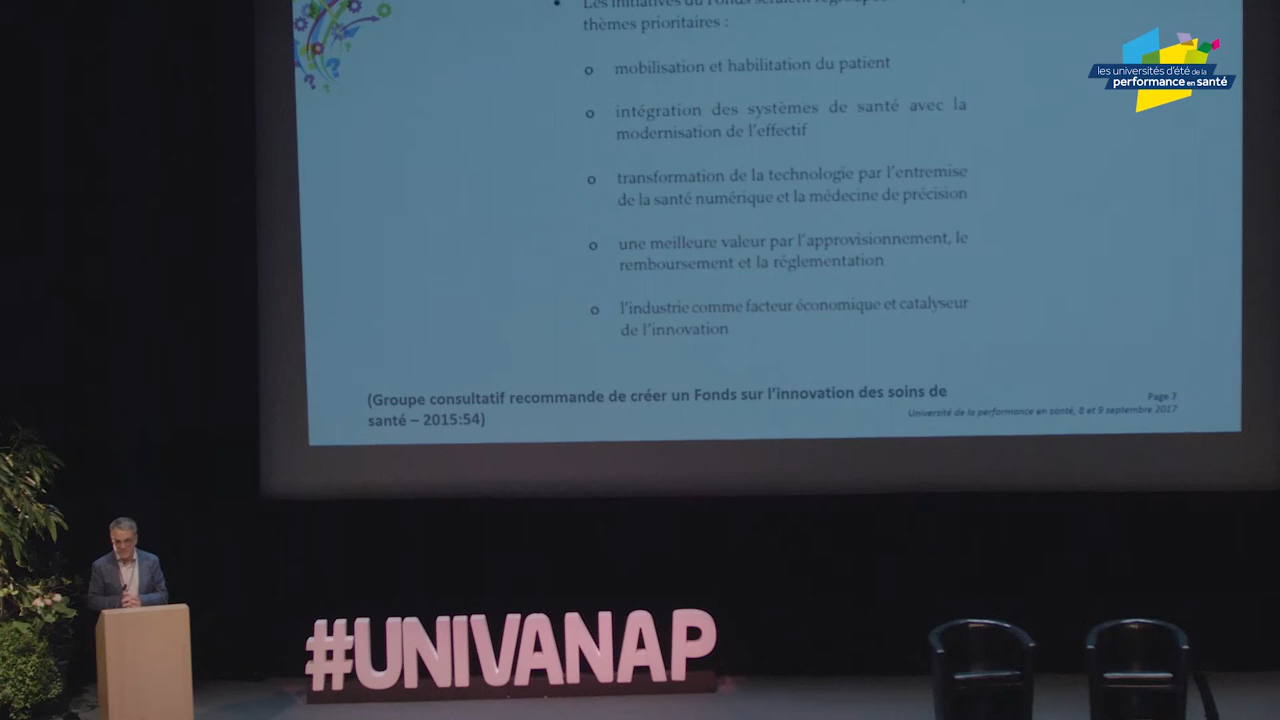 thèmes prioritaires :
o mobilisation et habilitation du patient
o intégration des systèmes de santé avec la
modernisation de l'effectif
o transformation de la technologie par l'entremise
de la santé numérique et la médecine de précision
o une meilleure valeur par l'approvisionnement, le
remboursement et la réglementation
o l'industrie comme facteur économique et catalyseur
de l'innovation
(Groupe consultatif recommande de créer un Fonds sur l'innovation des soins de
santé – 2015:54)
Page 7
Université de la performance en santé, 8 et 9 septembre 2017
les universités d'été de la
performance en santé
#UNIVANAP